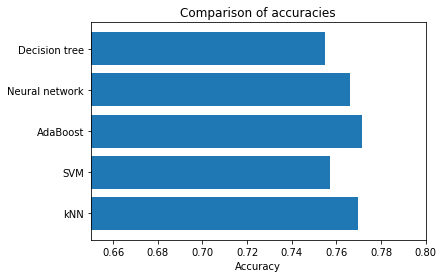 Comparison of accuracies
Decision tree
Neural network
AdaBoost
SVM
kNN
0.66 0.68 0.70 0.72 0.74 0.76 0.78 0.80
Accuracy